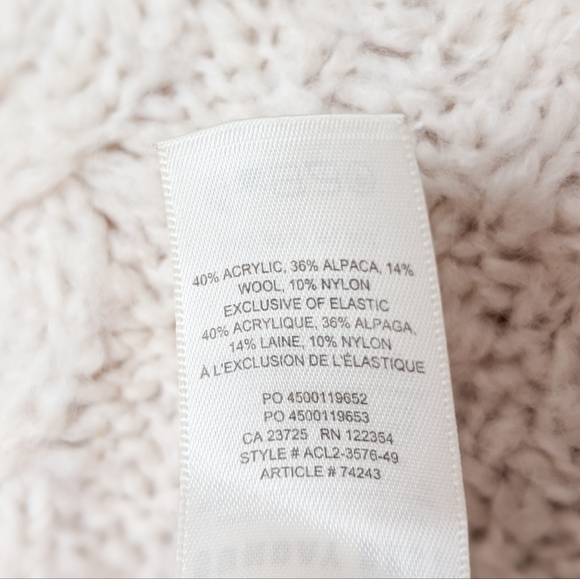 40% ACRYLIC, 36% ALPACA, 14%
WOOL, 10% NYLON
EXCLUSIVE OF ELASTIC
40% ACRYLIQUE, 36% ALPAGA,
14% LAINE, 10% NYLON
À L'EXCLUSION DE L'ÉLASTIQUE
PO 4500119652
PO 4500119653
CA 23725 RN 122354
STYLE # ACL2-3576-49
ARTICLE # 74243